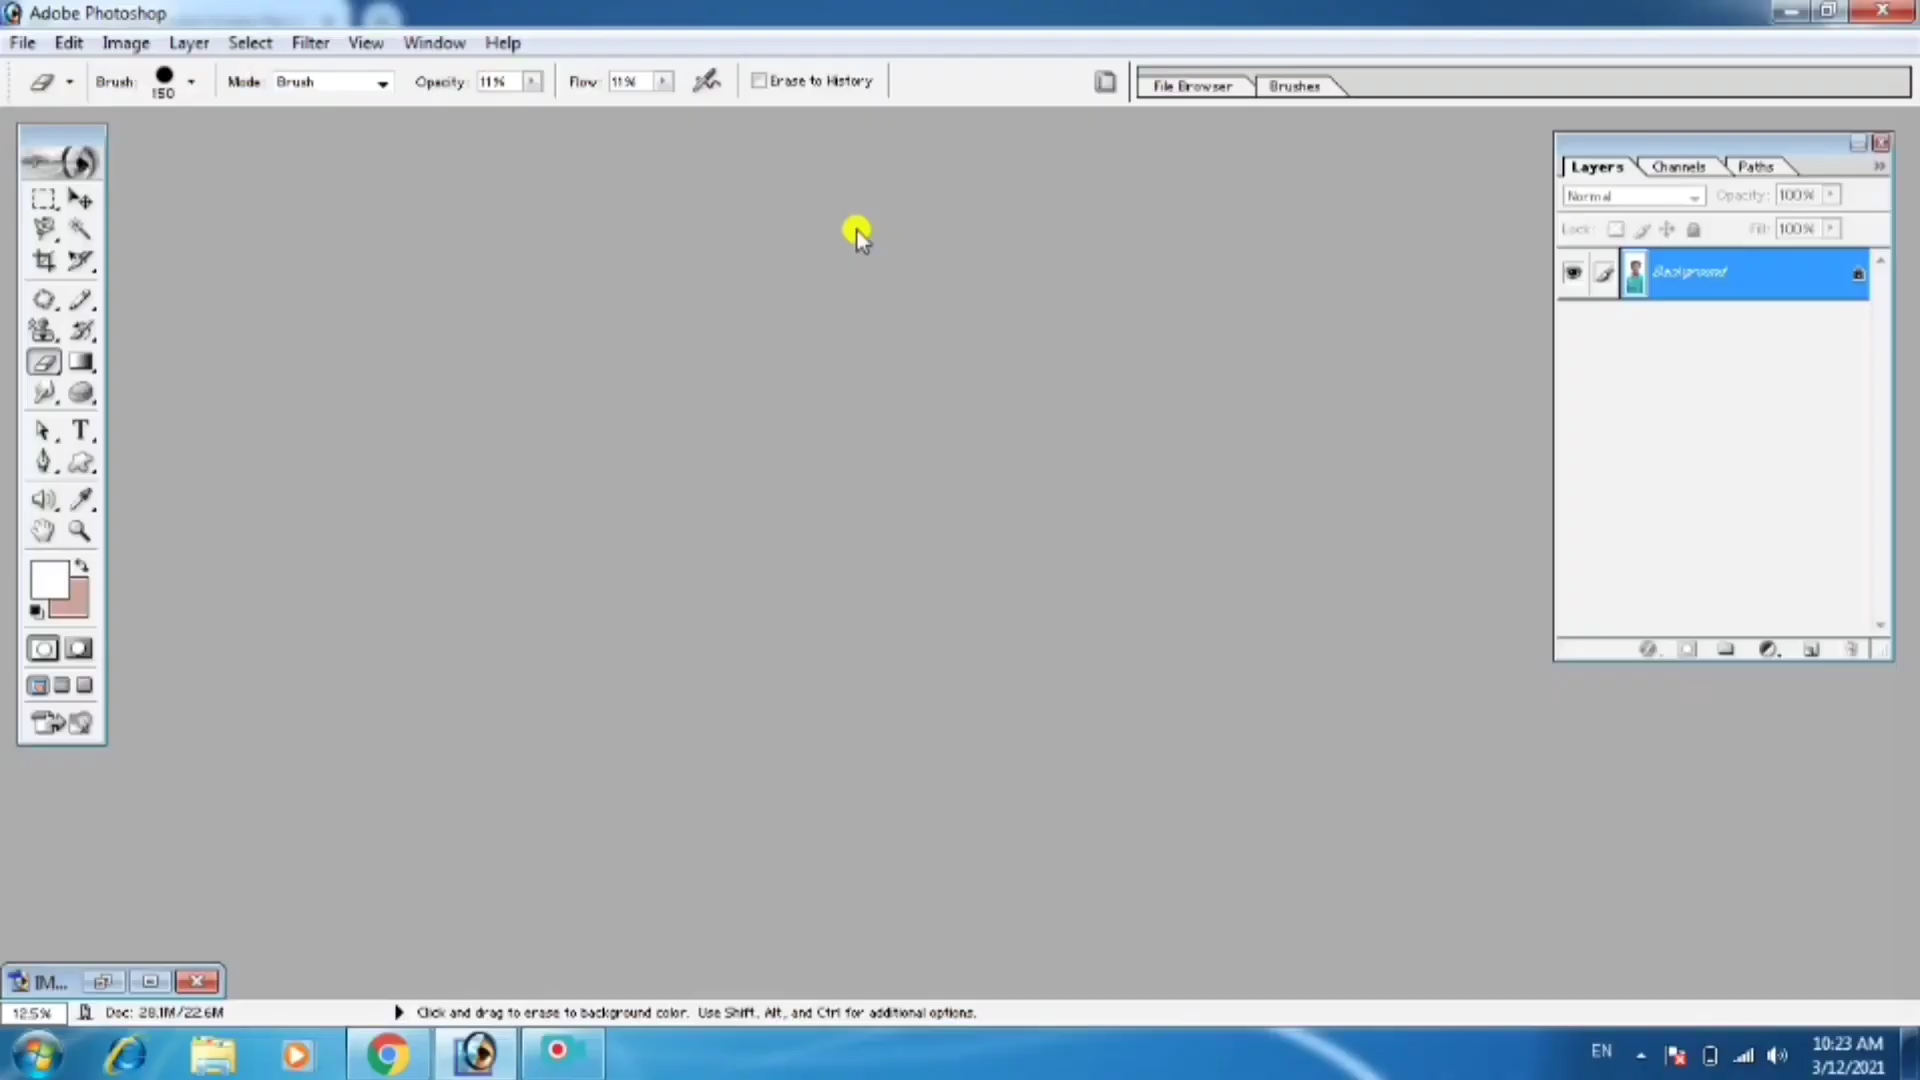 Adobe Photoshop
File Edit Image Layer Select Filter View Window Help
Brush: 150 Mode: Brush Opacity: 11% Flow: 11% Erase to History File Browser Brushes
Layers Channels Paths
Normal Opacity: 100%
Lock: Fill: 100%
Background
T
IM...
12.5% Doc: 28.1M/22.6M Click and drag to erase to background color. Use Shift, Alt, and Ctrl for additional options.
EN 10:23 AM
3/12/2021